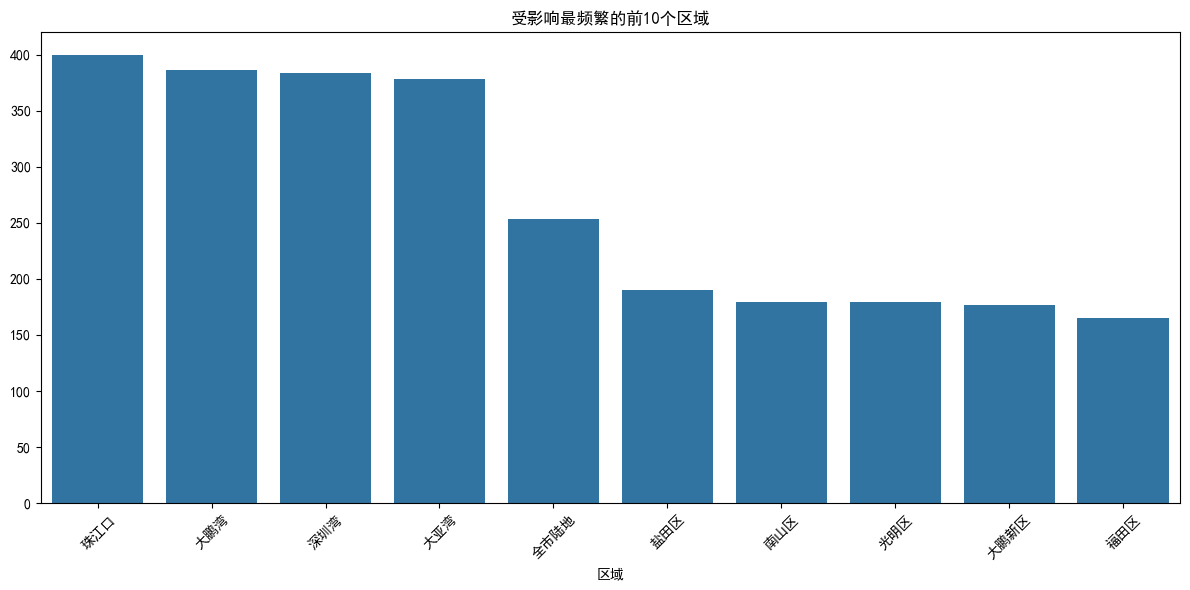 受影响最频繁的前10个区域
400
350
300
250
200
150
100
50
0
珠江口
大鹏湾
深圳湾
大亚湾
全市陆地
盐田区
南山区
光明区
大鹏新区
福田区
区域